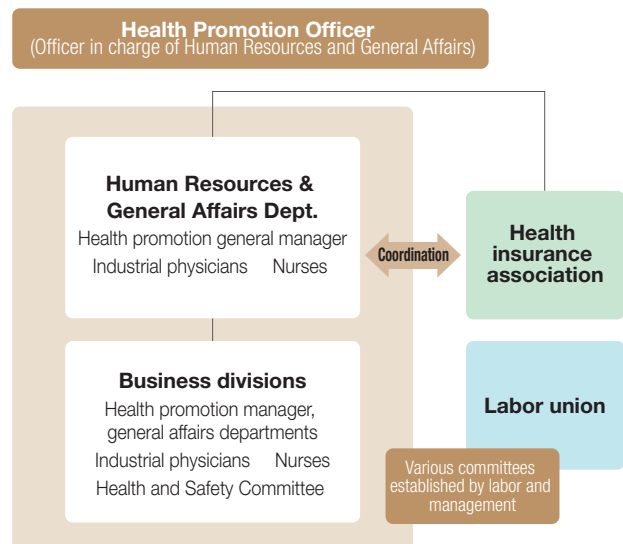 Health Promotion Officer
(Officer in charge of Human Resources and General Affairs)
Human Resources &
General Affairs Dept.
Health promotion general manager
Industrial physicians Nurses
Coordination
Health
insurance
association
Business divisions
Health promotion manager,
general affairs departments
Industrial physicians Nurses
Health and Safety Committee
Labor union
Various committees
established by labor and
management